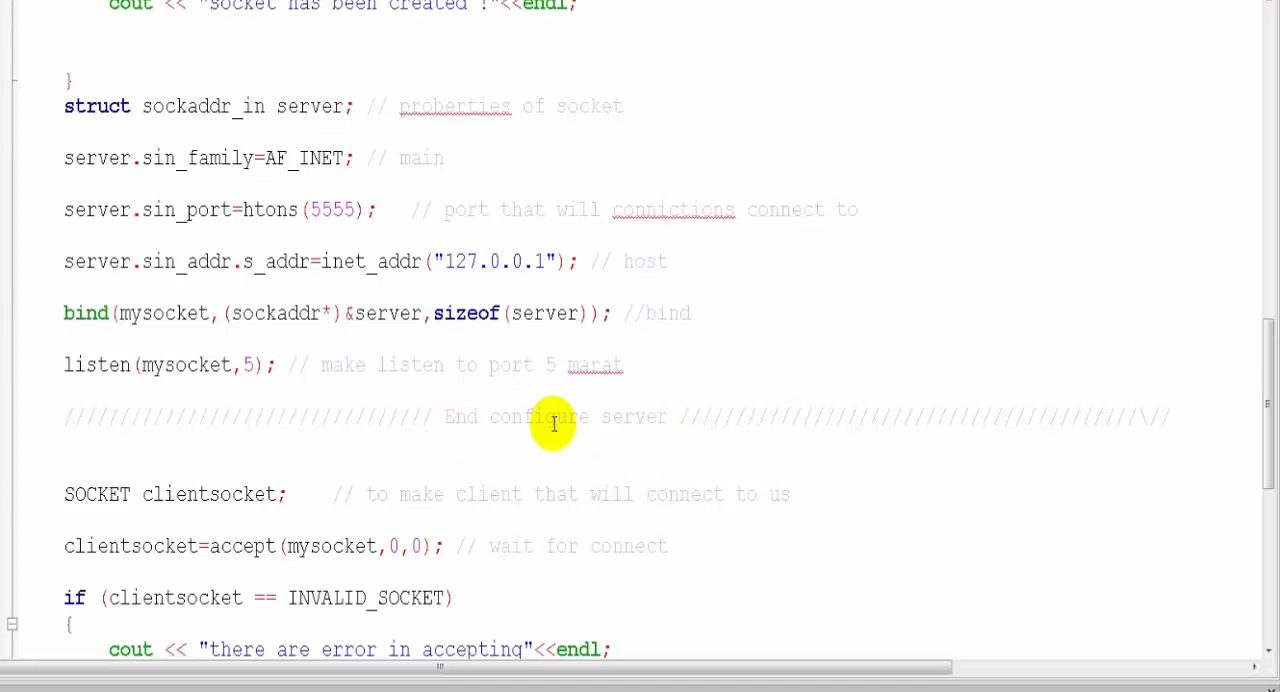 cout << "socket has been created !"<<endl;
}
struct sockaddr_in server; // proberties of socket
server.sin_family=AF_INET; // main
server.sin_port=htons(5555); // port that will connictions connect to
server.sin_addr.s_addr=inet_addr("127.0.0.1"); // host
bind(mysocket,(sockaddr*)&server,sizeof(server)); //bind
listen(mysocket,5); // make listen to port 5 marat
///////////////////////////////// End configure server /////////////////////////////////////////\//
SOCKET clientsocket; // to make client that will connect to us
clientsocket=accept(mysocket,0,0); // wait for connect
if (clientsocket == INVALID_SOCKET)
{
cout << "there are error in accepting"<<endl;